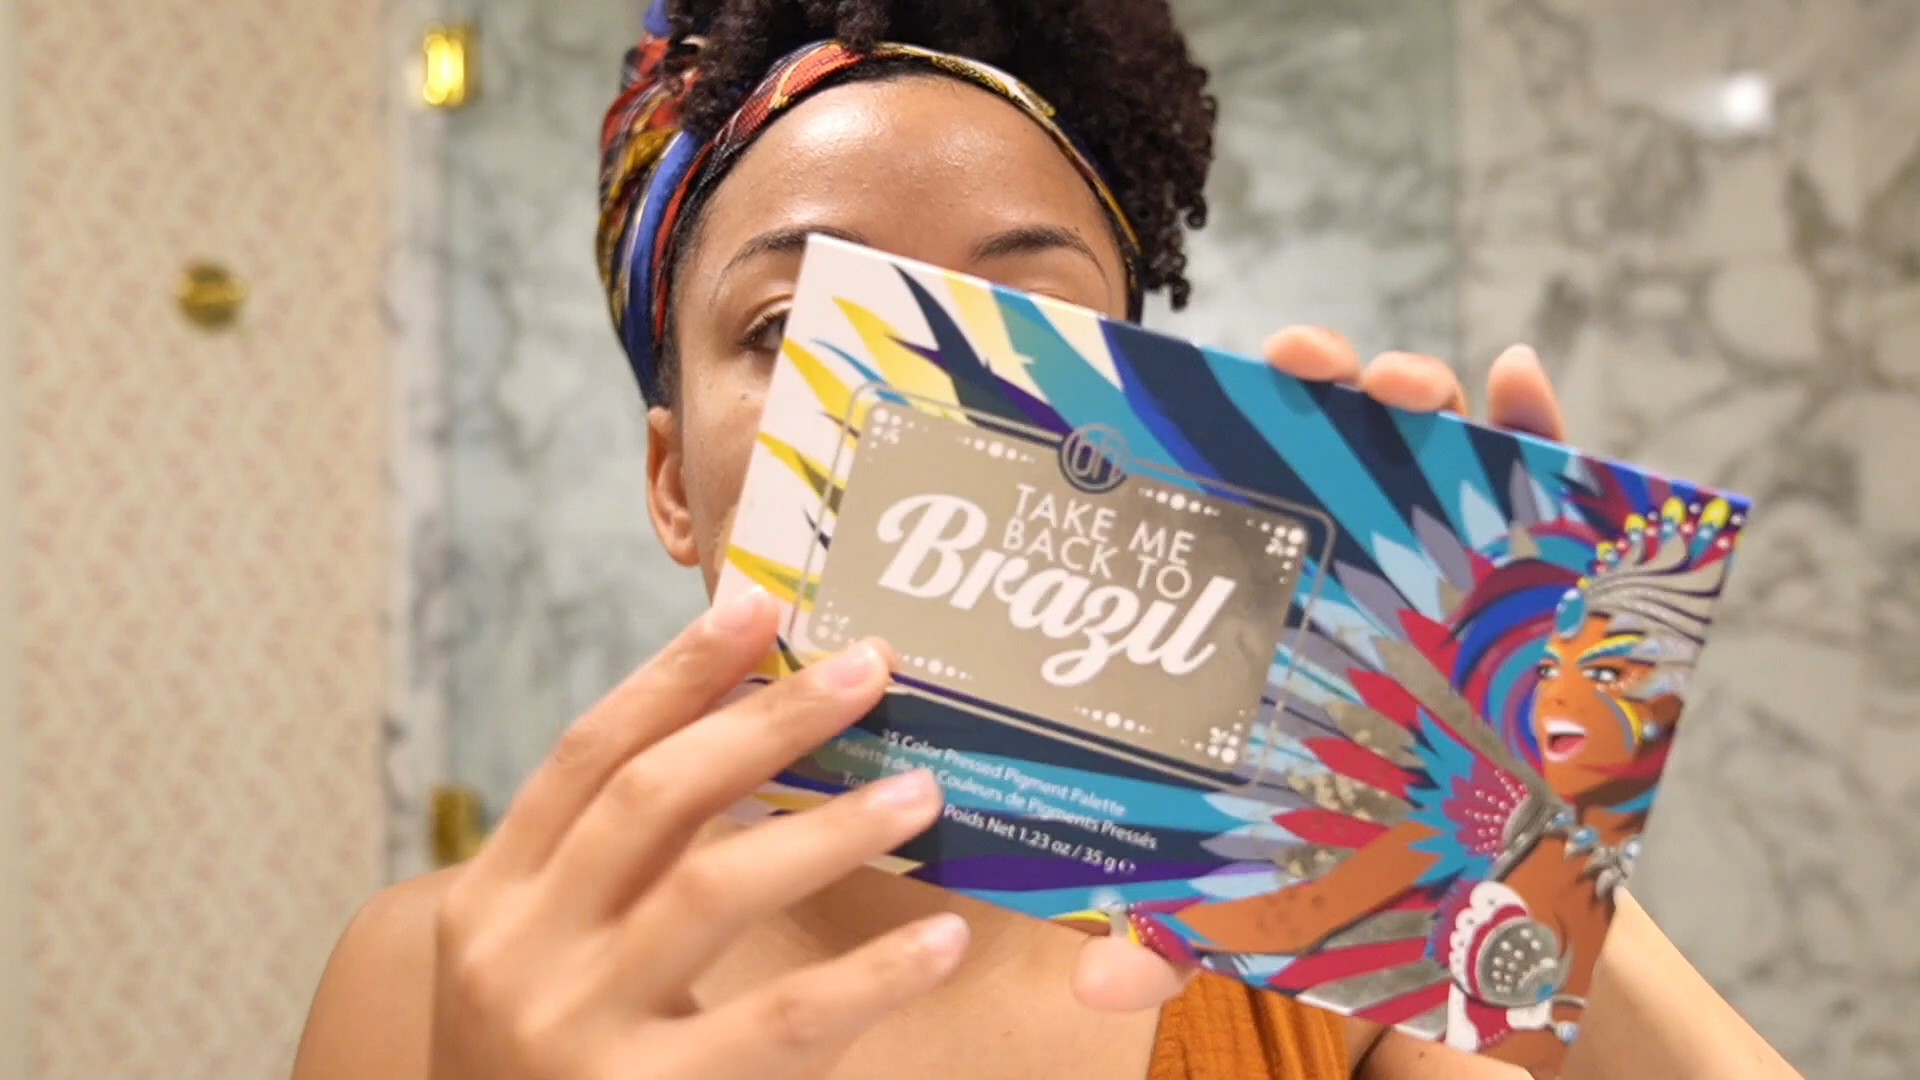 bh
TAKE ME
BACK TO
Brazil
35 Color Pressed Pigment Palette
Palette de 35 Couleurs de Pigments Pressés
Poids Net 1.23 oz / 35 g e